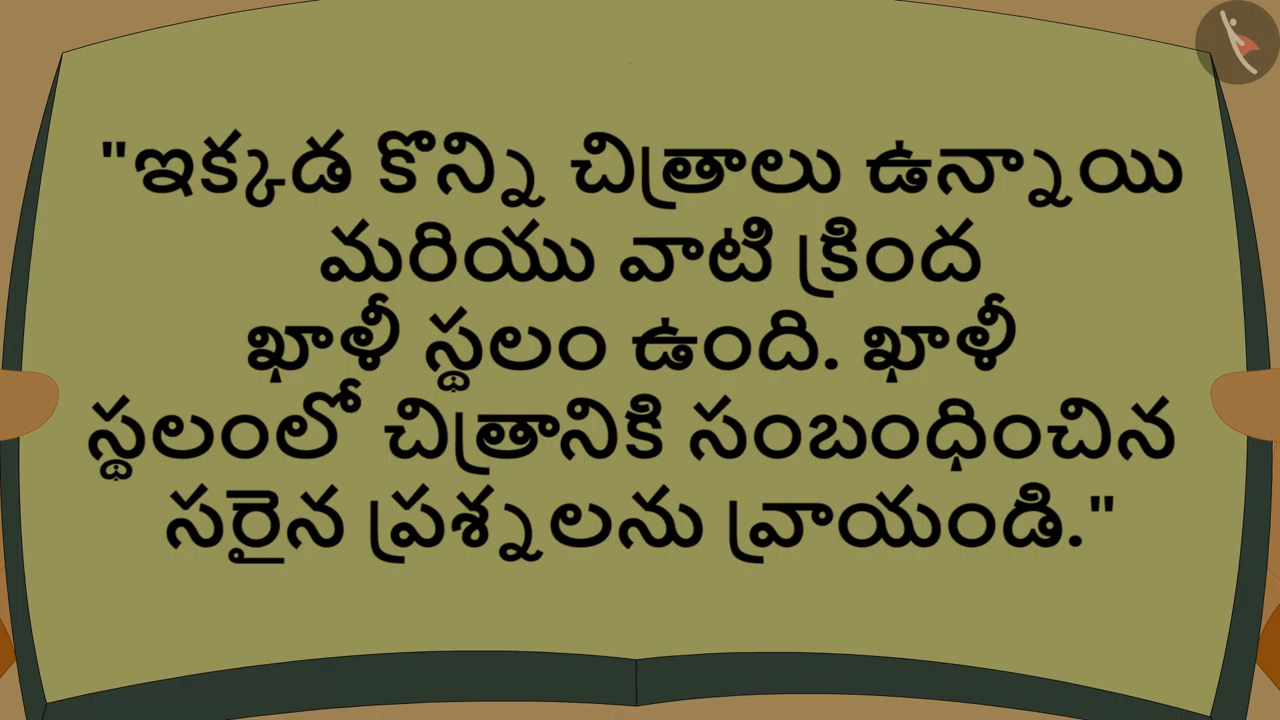 "ఇక్కడ కొన్ని చిత్రాలు ఉన్నాయి
మరియు వాటి క్రింద
ఖాళీ స్థలం ఉంది. ఖాళీ
స్థలంలో చిత్రానికి సంబంధించిన
సరైన ప్రశ్నలను వ్రాయండి."